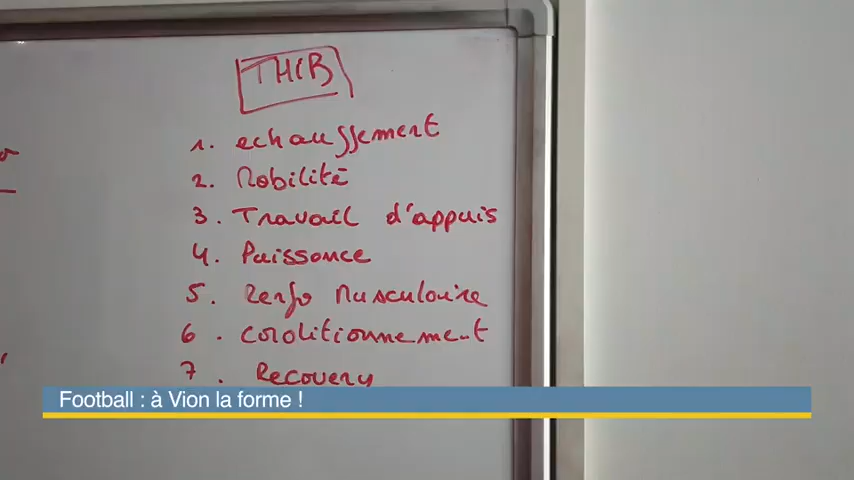 THIB
1. echauffement
2. Mobilité
3. Travail d'appuis
4. Puissance
5. Renfo Musculaire
6. conditionnement
7. Recovery
Football : à Vion la forme !